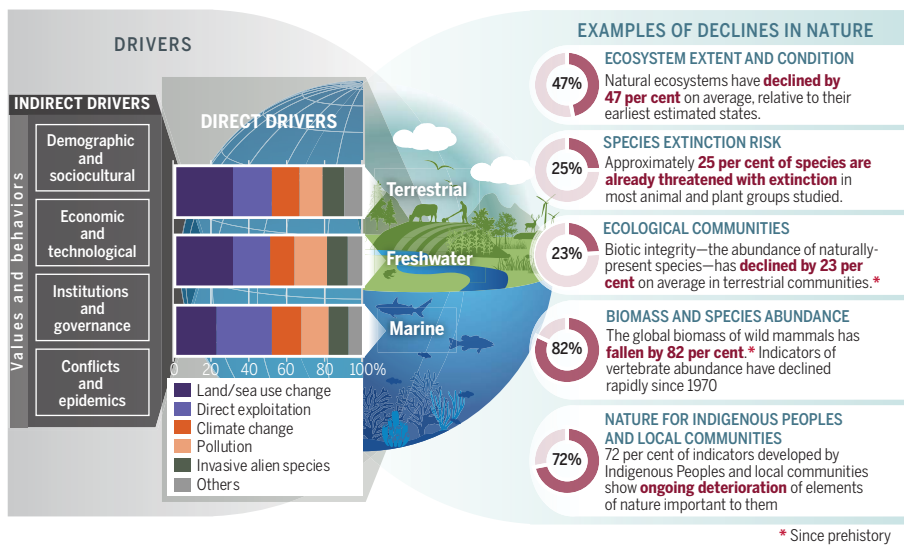 DRIVERS
INDIRECT DRIVERS
Values and behaviors
Demographic
and
sociocultural
Economic
and
technological
Institutions
and
governance
Conflicts
and
epidemics
DIRECT DRIVERS
Terrestrial
Freshwater
Marine
0 20 40 60 80 100%
Land/sea use change
Direct exploitation
Climate change
Pollution
Invasive alien species
Others
EXAMPLES OF DECLINES IN NATURE
47%
ECOSYSTEM EXTENT AND CONDITION
Natural ecosystems have declined by
47 per cent on average, relative to their
earliest estimated states.
25%
SPECIES EXTINCTION RISK
Approximately 25 per cent of species are
already threatened with extinction in
most animal and plant groups studied.
23%
ECOLOGICAL COMMUNITIES
Biotic integrity—the abundance of naturally-
present species—has declined by 23 per
cent on average in terrestrial communities.*
82%
BIOMASS AND SPECIES ABUNDANCE
The global biomass of wild mammals has
fallen by 82 per cent.* Indicators of
vertebrate abundance have declined
rapidly since 1970
72%
NATURE FOR INDIGENOUS PEOPLES
AND LOCAL COMMUNITIES
72 per cent of indicators developed by
Indigenous Peoples and local communities
show ongoing deterioration of elements
of nature important to them
* Since prehistory